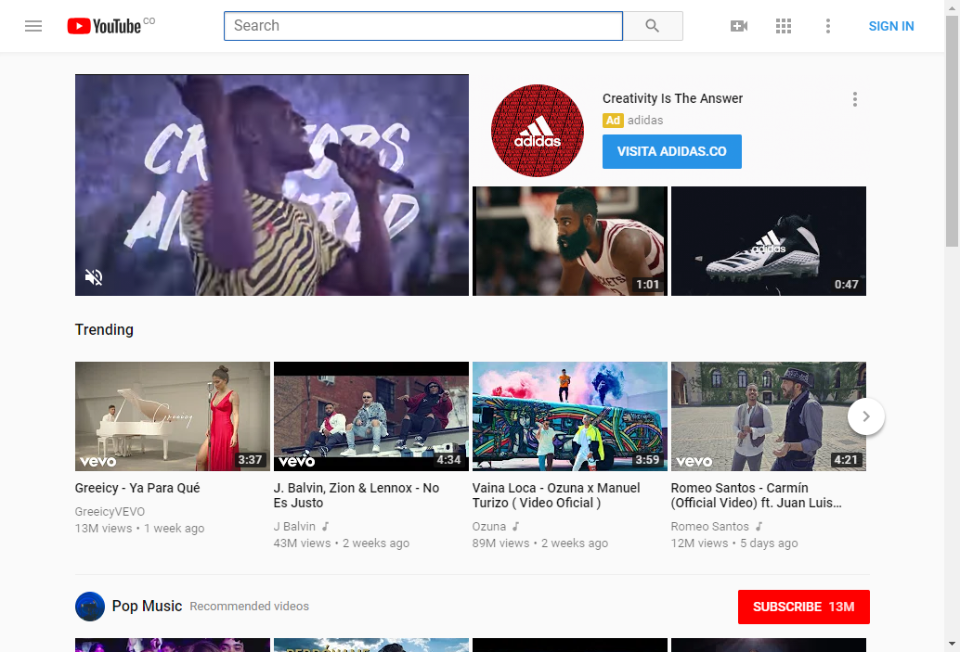 YouTube CO
Search
SIGN IN
CREATORS
ANSWERED
adidas
Creativity Is The Answer
Ad adidas
VISITA ADIDAS.CO
1:01
adidas
0:47
Trending
Greeicy
vevo
3:37
vevo
4:34
3:59
vevo
4:21
Greeicy - Ya Para Qué
GreeicyVEVO
13M views • 1 week ago
J. Balvin, Zion & Lennox - No
Es Justo
J Balvin
43M views • 2 weeks ago
Vaina Loca - Ozuna x Manuel
Turizo ( Video Oficial )
Ozuna
89M views • 2 weeks ago
Romeo Santos - Carmín
(Official Video) ft. Juan Luis...
Romeo Santos
12M views • 5 days ago
Pop Music Recommended videos
SUBSCRIBE 13M